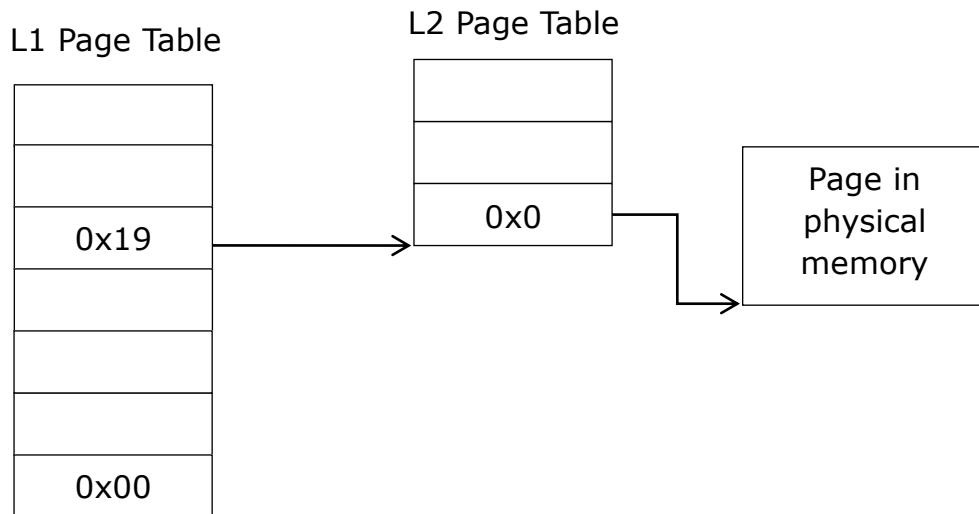 L1 Page Table
L2 Page Table
0x19
0x00
0x0
Page in
physical
memory